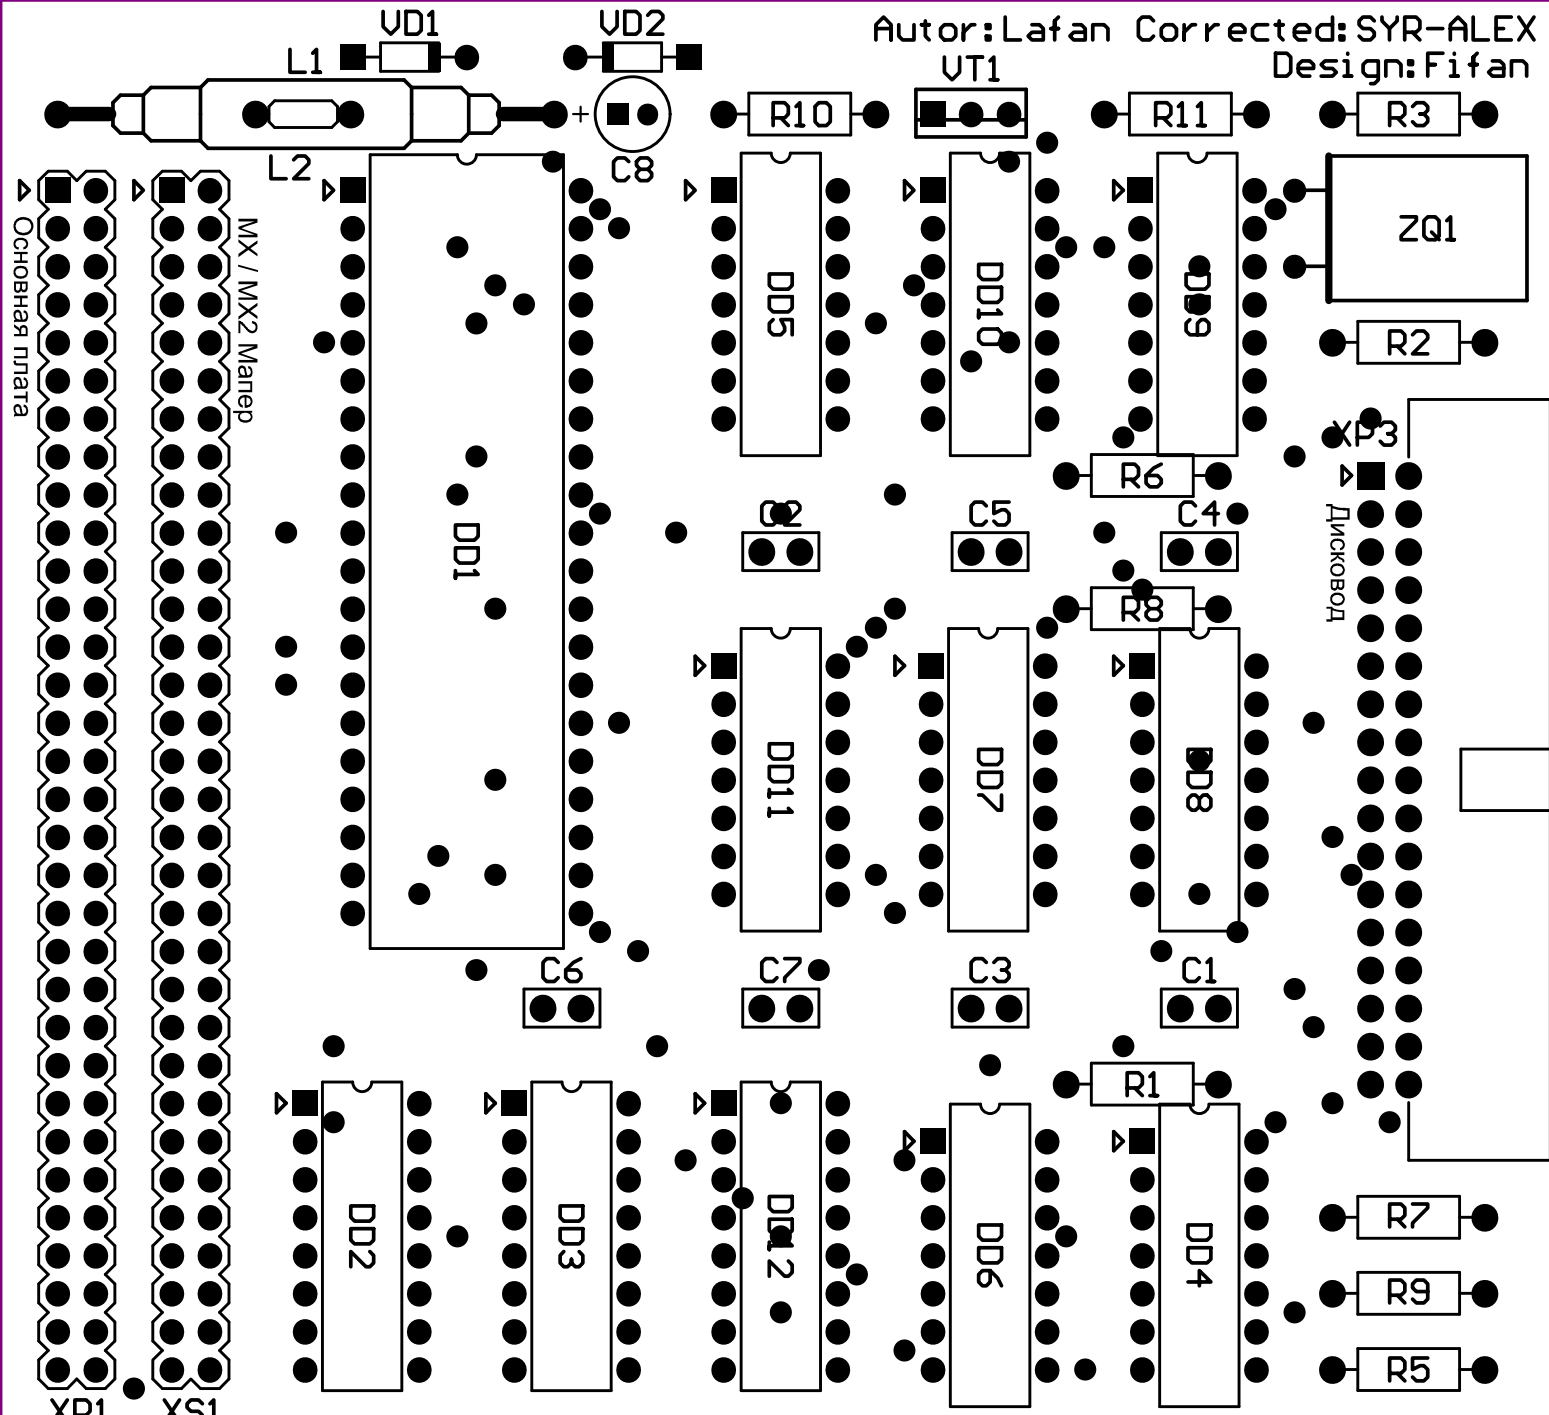 VD1
VD2
Autor:Lafan Corrected:SYR-ALEX
Design:Fifan
L1
VT1
R10
R11
R3
L2
C8
+
Основная плата
MX / MX2 Мапер
ZQ1
DD5
DD10
DD9
R2
XP3
R6
C2
C5
C4
Дисковод
DD1
R8
DD11
DD7
DD8
C6
C7
C3
C1
R1
DD2
DD3
DD12
DD6
DD4
R7
R9
R5
XP1
XS1